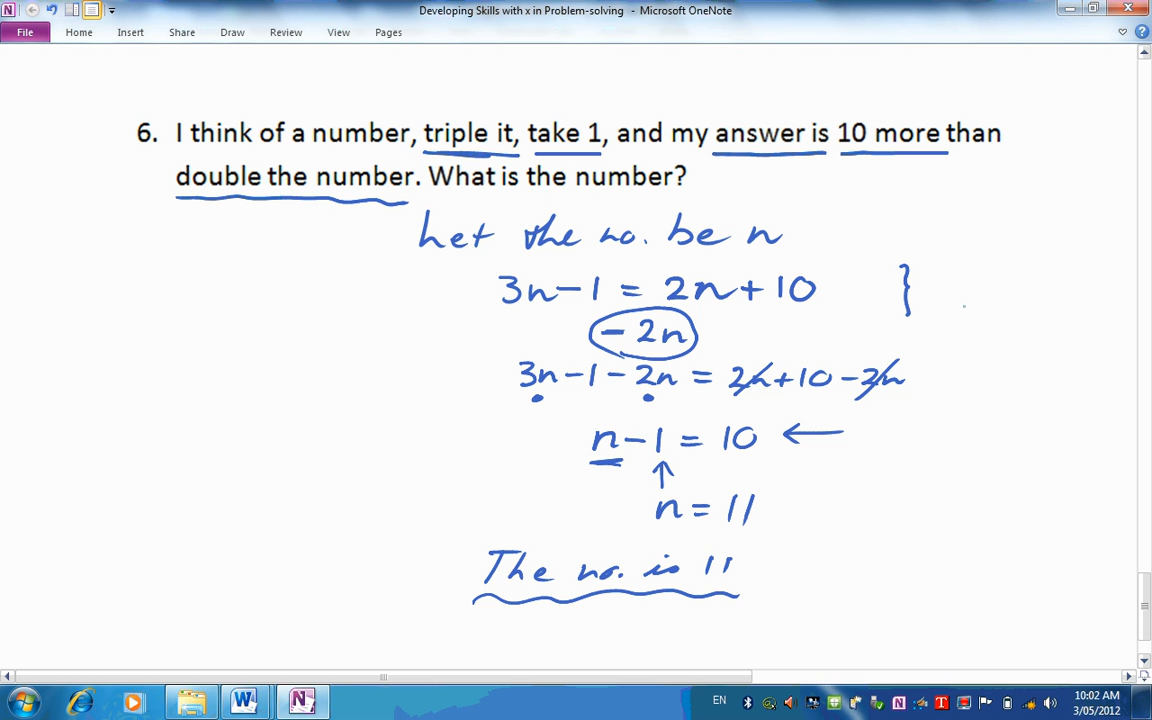 Developing Skills with x in Problem-solving - Microsoft OneNote
File Home Insert Share Draw Review View Pages
6. I think of a number, triple it, take 1, and my answer is 10 more than
double the number. What is the number?
Let the no. be n
3n-1 = 2n+10 }
-2n
3n-1-2n = 2n+10-2n
n-1 = 10 ←
↑
n = 11
The no. is 11
EN
10:02 AM
3/05/2012